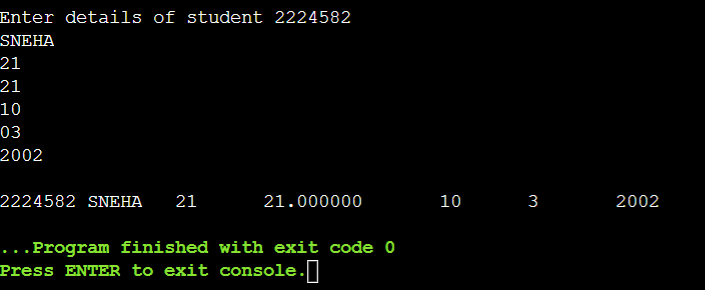 Enter details of student 2224582
SNEHA
21
21
10
03
2002
2224582 SNEHA 21 21.000000 10 3 2002
...Program finished with exit code 0
Press ENTER to exit console.